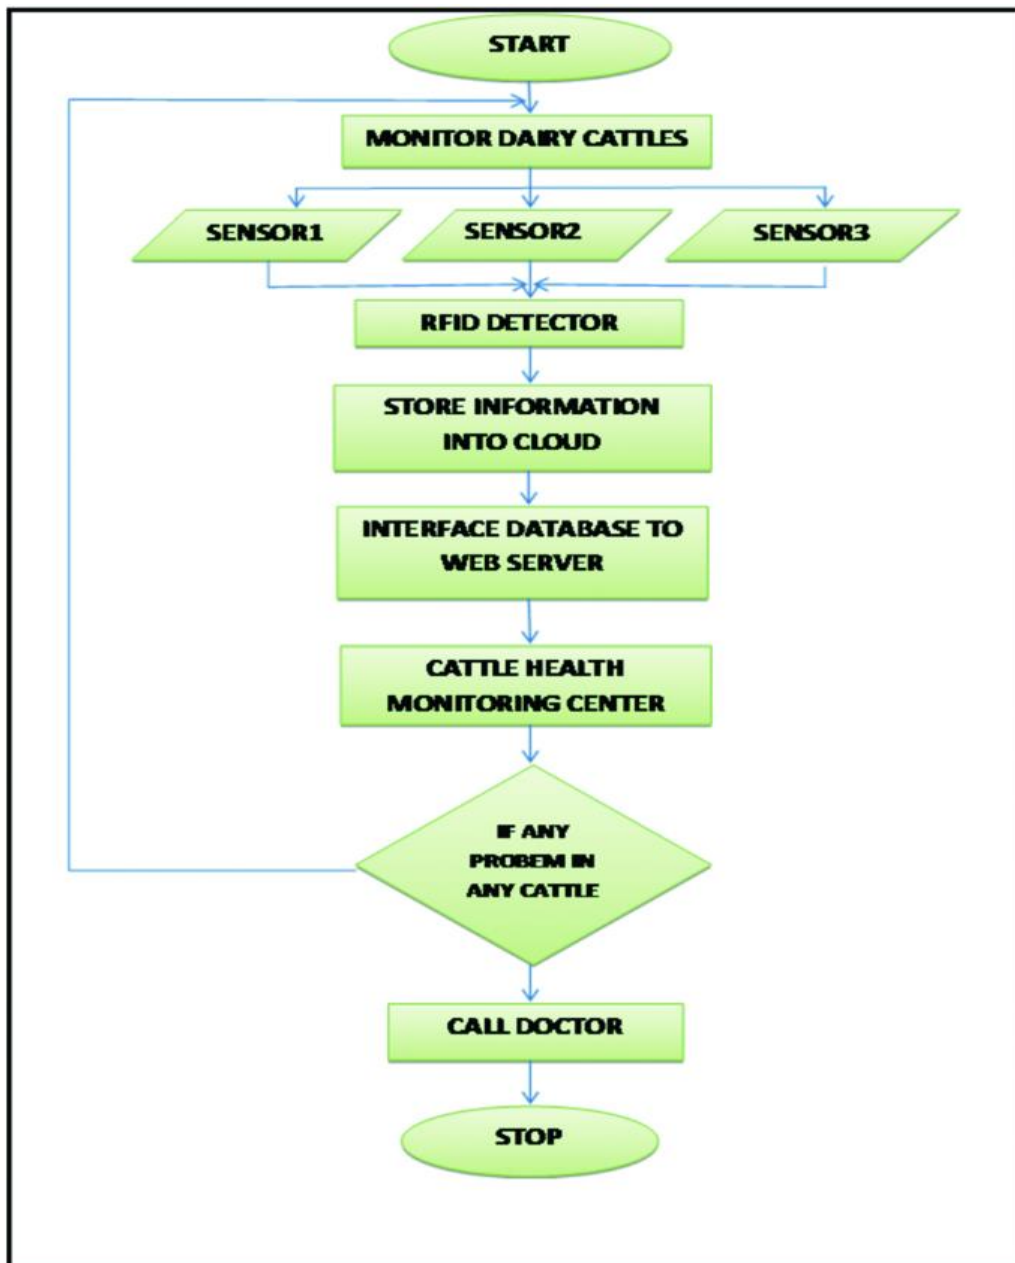 START
MONITOR DAIRY CATTLES
SENSOR1
SENSOR2
SENSOR3
RFID DETECTOR
STORE INFORMATION
INTO CLOUD
INTERFACE DATABASE TO
WEB SERVER
CATTLE HEALTH
MONITORING CENTER
IF ANY
PROBEM IN
ANY CATTLE
CALL DOCTOR
STOP